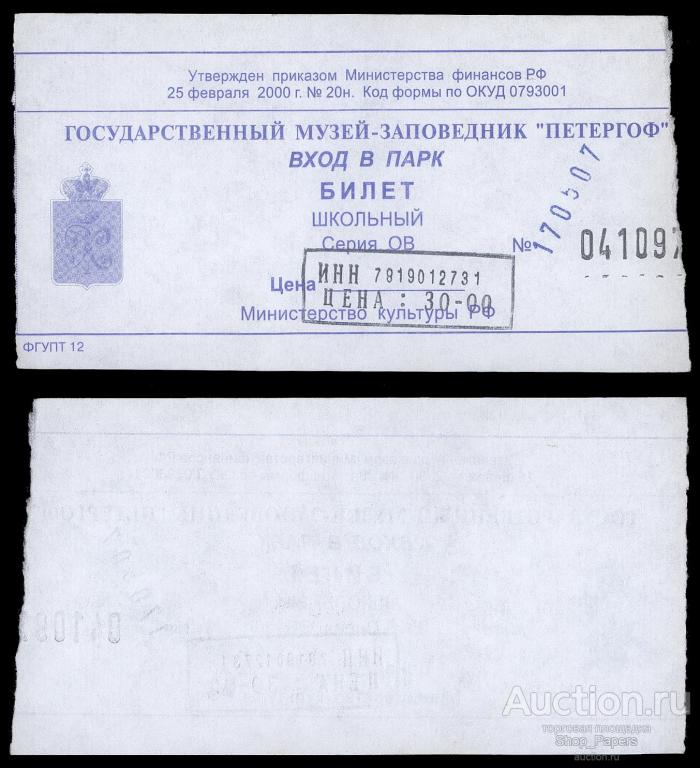 Утвержден приказом Министерства финансов РФ
25 февраля 2000 г. № 20н. Код формы по ОКУД 0793001
ГОСУДАРСТВЕННЫЙ МУЗЕЙ-ЗАПОВЕДНИК "ПЕТЕРГОФ"
ВХОД В ПАРК
БИЛЕТ
ШКОЛЬНЫЙ
Серия ОВ № 041097
170507
ИНН 7819012731
Цена
ЦЕНА : 30-00
Министерство культуры РФ
ФГУПТ 12
Auction.ru
торговая площадка
Shop_Papers
auction.ru